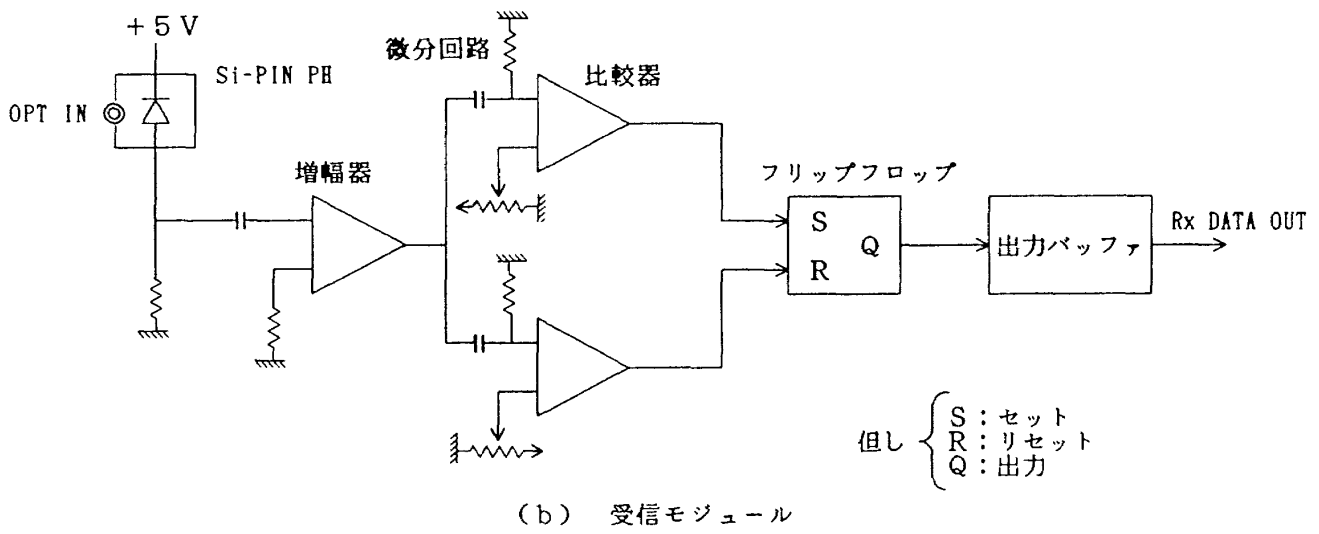 +5V
Si-PIN PH
OPT IN
微分回路
比較器
増幅器
フリップフロップ
S
R
Q
出力バッファ
Rx DATA OUT
但し
S：セット
R：リセット
Q：出力
(b) 受信モジュール